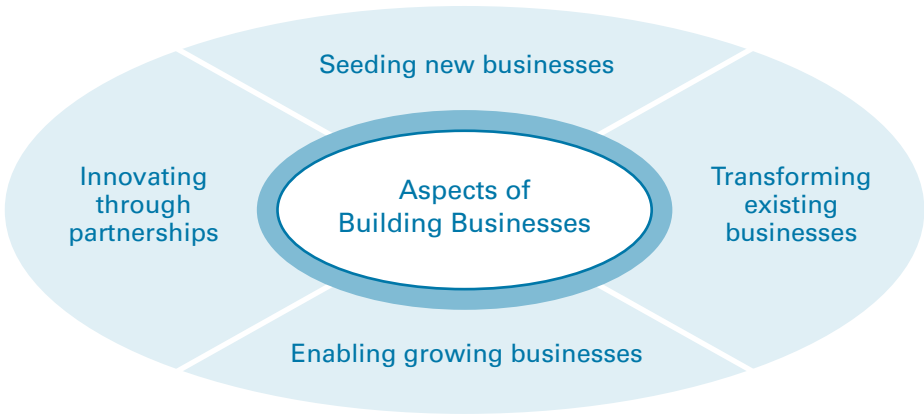 Seeding new businesses
Innovating
through
partnerships
Aspects of
Building Businesses
Transforming
existing
businesses
Enabling growing businesses